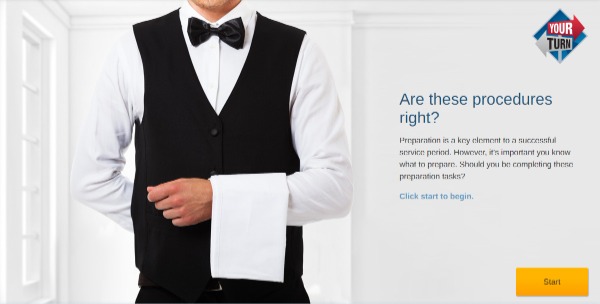 YOUR
TURN
Are these procedures
right?
Preparation is a key element to a successful
service period. However, it's important you know
what to prepare. Should you be completing these
preparation tasks?
Click start to begin.
Start